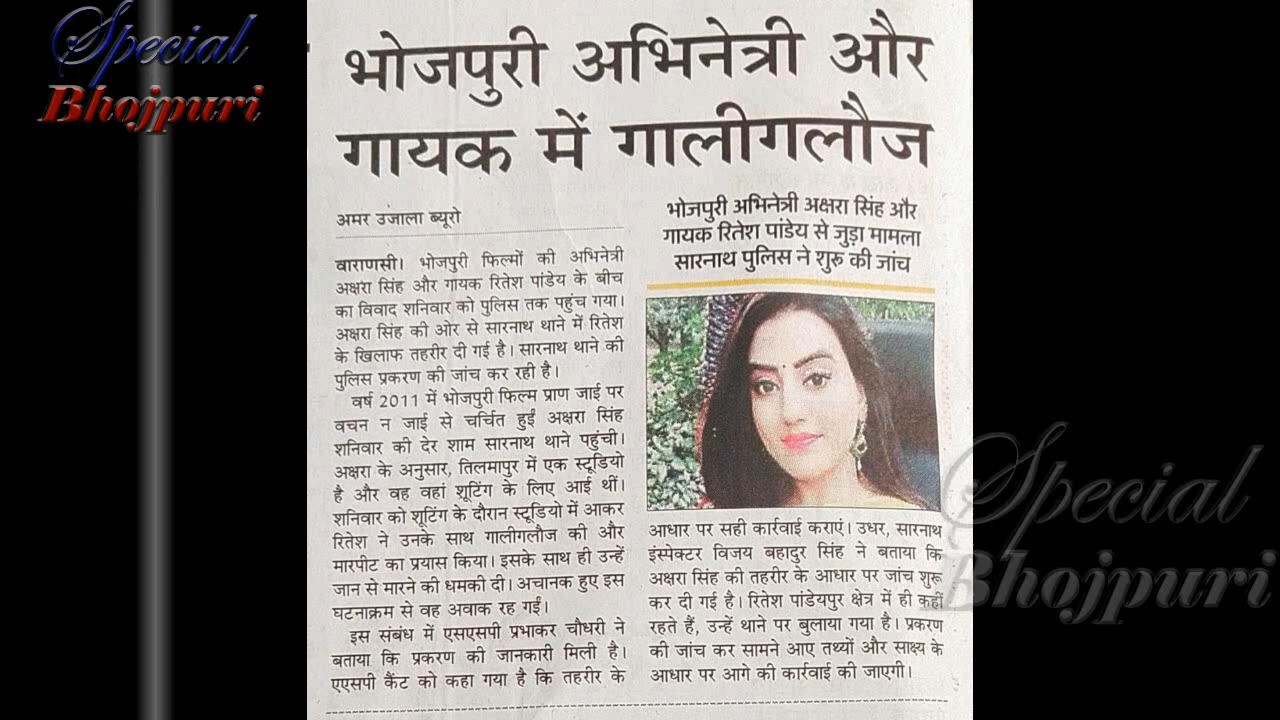 Special
Bhojpuri
भोजपुरी अभिनेत्री और
गायक में गालीगलौज
अमर उजाला ब्यूरो
वाराणसी। भोजपुरी फिल्मों की अभिनेत्री
अक्षरा सिंह और गायक रितेश पांडेय के बीच
का विवाद शनिवार को पुलिस तक पहुंच गया।
अक्षरा सिंह की ओर से सारनाथ थाने में रितेश
के खिलाफ तहरीर दी गई है। सारनाथ थाने की
पुलिस प्रकरण की जांच कर रही है।
वर्ष 2011 में भोजपुरी फिल्म प्राण जाई पर
वचन न जाई से चर्चित हुईं अक्षरा सिंह
शनिवार की देर शाम सारनाथ थाने पहुंची।
अक्षरा के अनुसार, तिलमापुर में एक स्टूडियो
है और वह वहां शूटिंग के लिए आई थीं।
शनिवार को शूटिंग के दौरान स्टूडियो में आकर
रितेश ने उनके साथ गालीगलौज की और
मारपीट का प्रयास किया। इसके साथ ही उन्हें
जान से मारने की धमकी दी। अचानक हुए इस
घटनाक्रम से वह अवाक रह गईं।
इस संबंध में एसएसपी प्रभाकर चौधरी ने
बताया कि प्रकरण की जानकारी मिली है।
एएसपी कैंट को कहा गया है कि तहरीर के
भोजपुरी अभिनेत्री अक्षरा सिंह और
गायक रितेश पांडेय से जुड़ा मामला
सारनाथ पुलिस ने शुरू की जांच
आधार पर सही कार्रवाई कराएं। उधर, सारनाथ
इंस्पेक्टर विजय बहादुर सिंह ने बताया कि
अक्षरा सिंह की तहरीर के आधार पर जांच शुरू
कर दी गई है। रितेश पांडेयपुर क्षेत्र में ही कहीं
रहते हैं, उन्हें थाने पर बुलाया गया है। प्रकरण
की जांच कर सामने आए तथ्यों और साक्ष्य के
आधार पर आगे की कार्रवाई की जाएगी।
Special
Bhojpuri